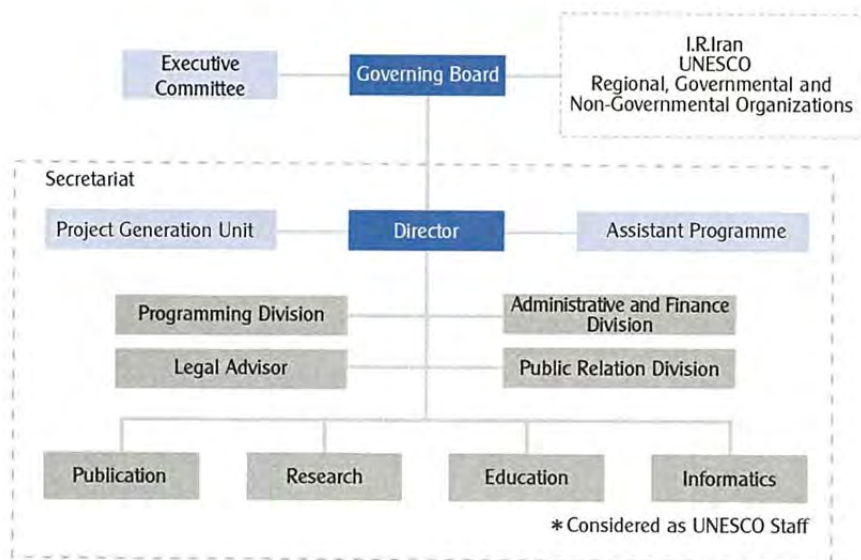 Executive
Committee
Governing Board
I.R.Iran
UNESCO
Regional, Governmental and
Non-Governmental Organizations
Secretariat
Project Generation Unit
Director
Assistant Programme
Programming Division
Administrative and Finance
Division
Legal Advisor
Public Relation Division
Publication
Research
Education
Informatics
* Considered as UNESCO Staff